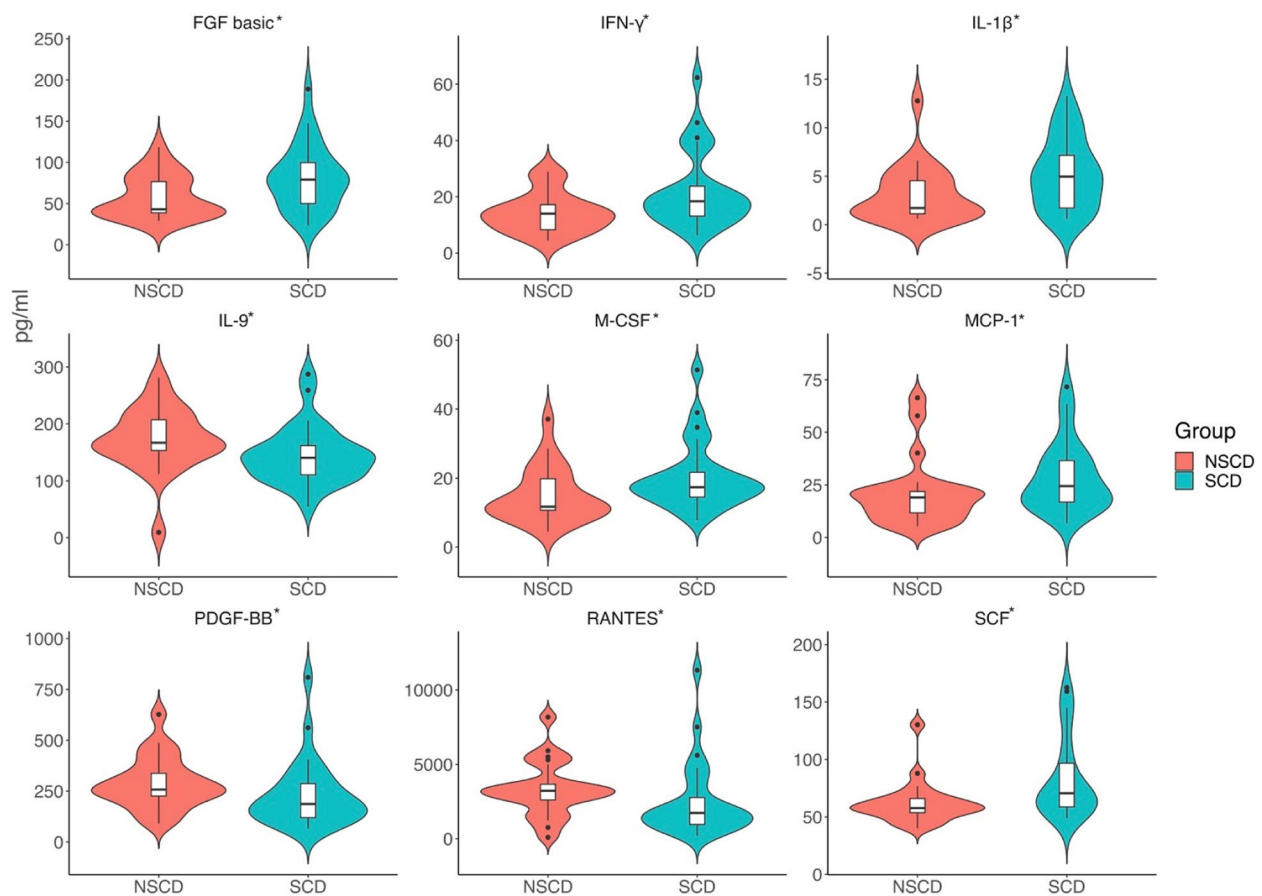 FGF basic*
IFN-γ*
IL-1β*
250
200
150
100
50
0
60
40
20
0
15
10
5
0
-5
NSCD SCD
NSCD SCD
NSCD SCD
pg/ml
IL-9*
M-CSF*
MCP-1*
300
200
100
0
60
40
20
0
75
50
25
0
NSCD SCD
NSCD SCD
NSCD SCD
Group
NSCD
SCD
PDGF-BB*
RANTES*
SCF*
1000
750
500
250
0
10000
5000
0
200
150
100
50
0
NSCD SCD
NSCD SCD
NSCD SCD